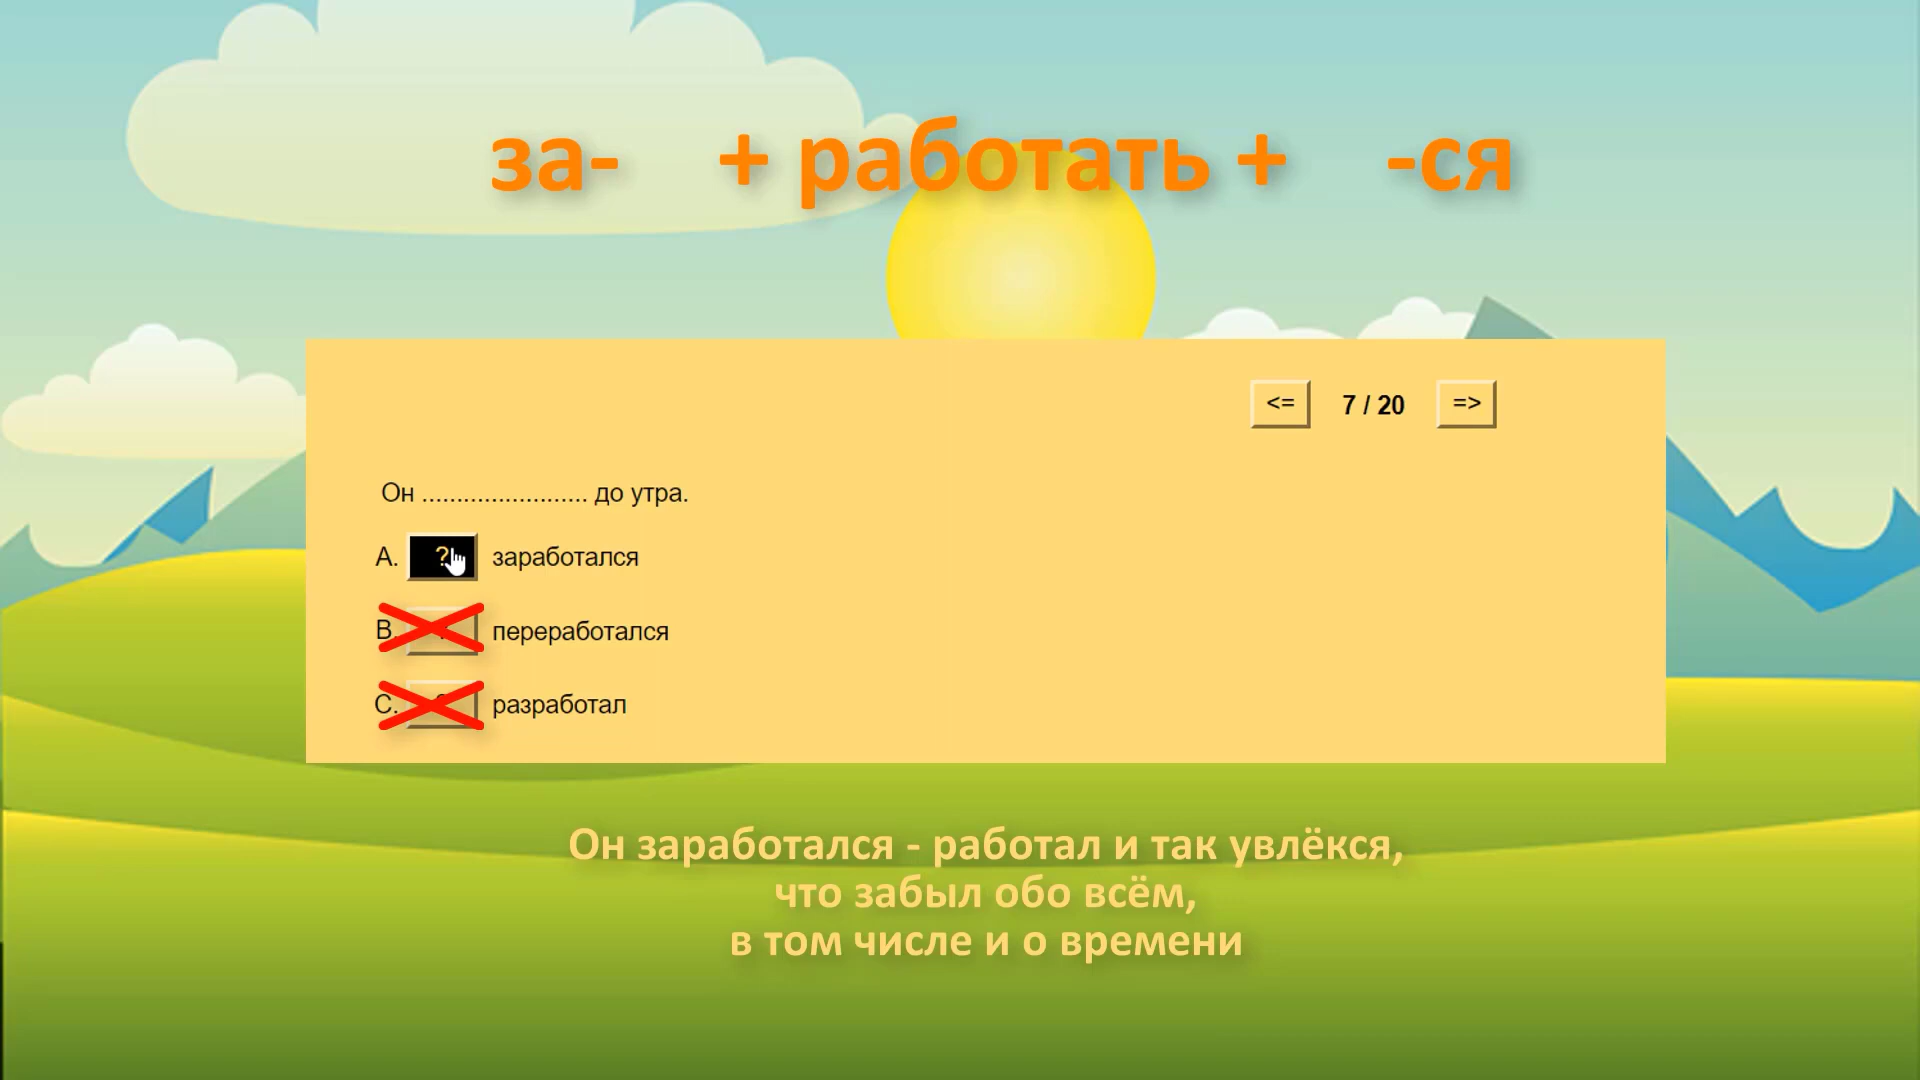 за- + работать + -ся
<= 7 / 20 =>
Он ........................ до утра.
A. ? заработался
B. переработался
C. разработал
Он заработался - работал и так увлёкся,
что забыл обо всём,
в том числе и о времени